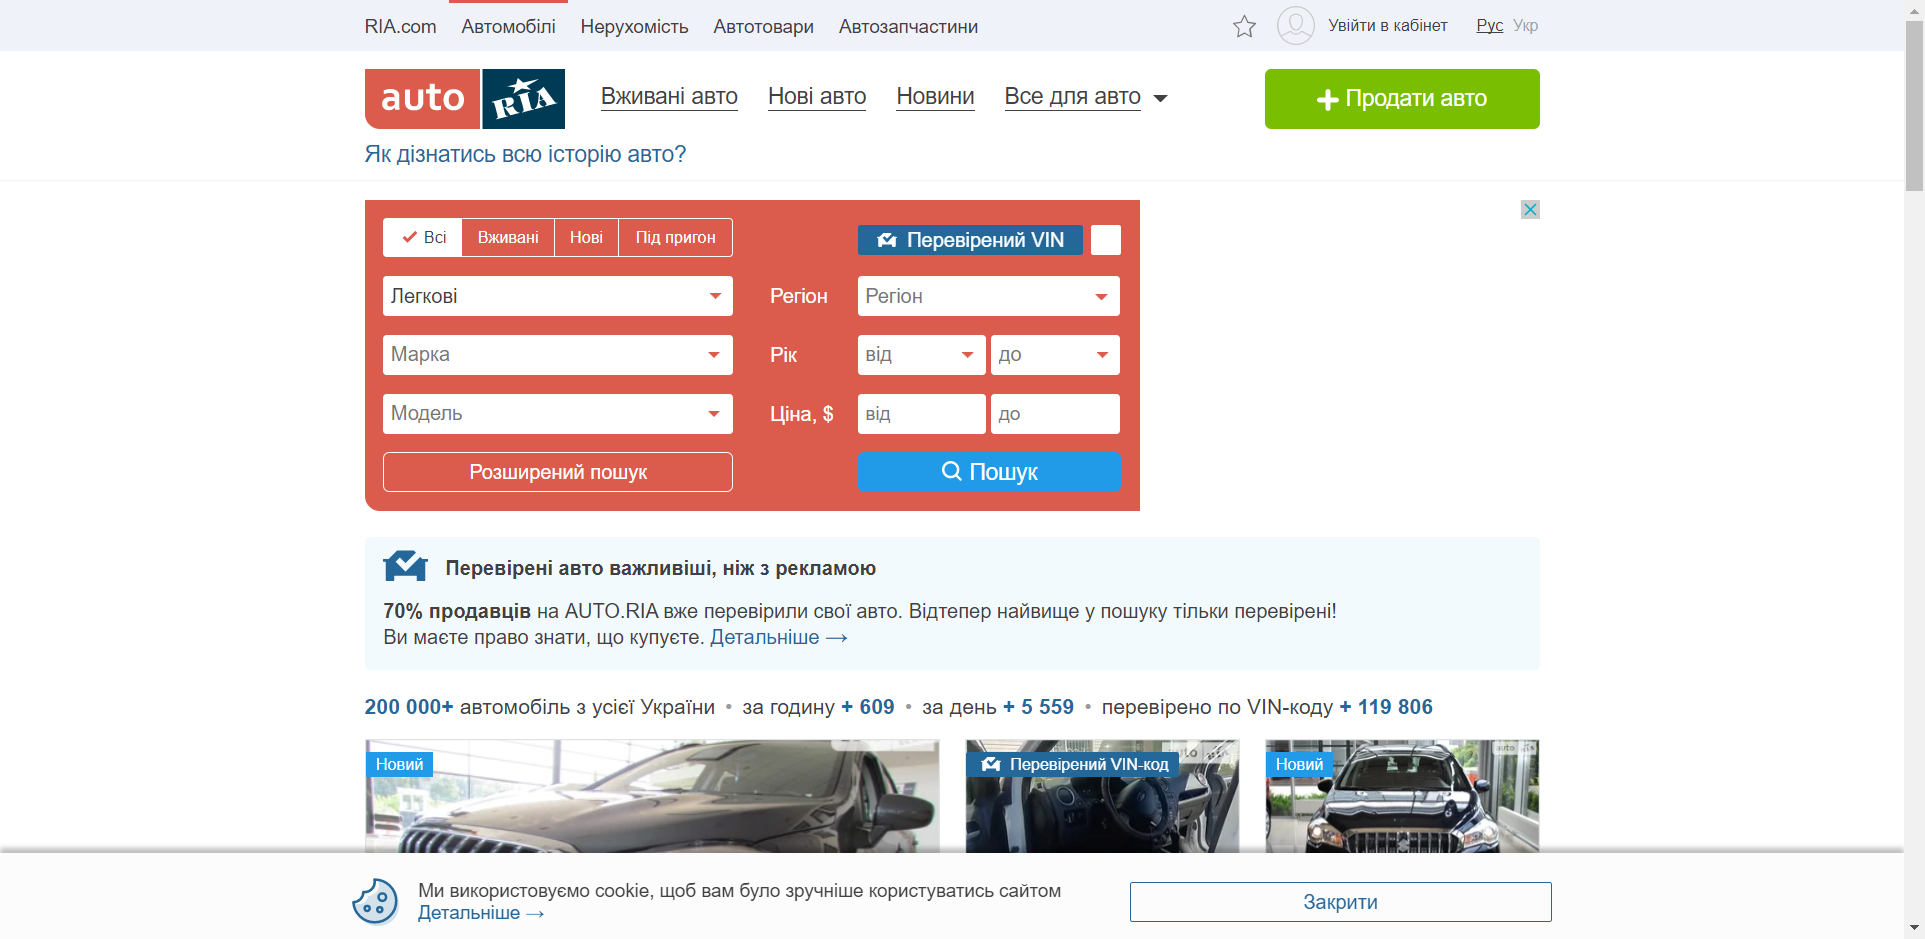 RIA.com Автомобілі Нерухомість Автотовари Автозапчастини Увійти в кабінет Рус Укр
auto RIA Вживані авто Нові авто Новини Все для авто Продати авто
Як дізнатись всю історію авто?
Всі Вживані Нові Під пригон Перевірений VIN
Легкові Регіон Регіон
Марка Рік від до
Модель Ціна, $ від до
Розширений пошук Пошук
Перевірені авто важливіші, ніж з рекламою
70% продавців на AUTO.RIA вже перевірили свої авто. Відтепер найвище у пошуку тільки перевірені!
Ви маєте право знати, що купуєте. Детальніше →
200 000+ автомобіль з усієї України • за годину + 609 • за день + 5 559 • перевірено по VIN-коду + 119 806
Новий Перевірений VIN-код Новий
Ми використовуємо cookie, щоб вам було зручніше користуватись сайтом
Детальніше →
Закрити